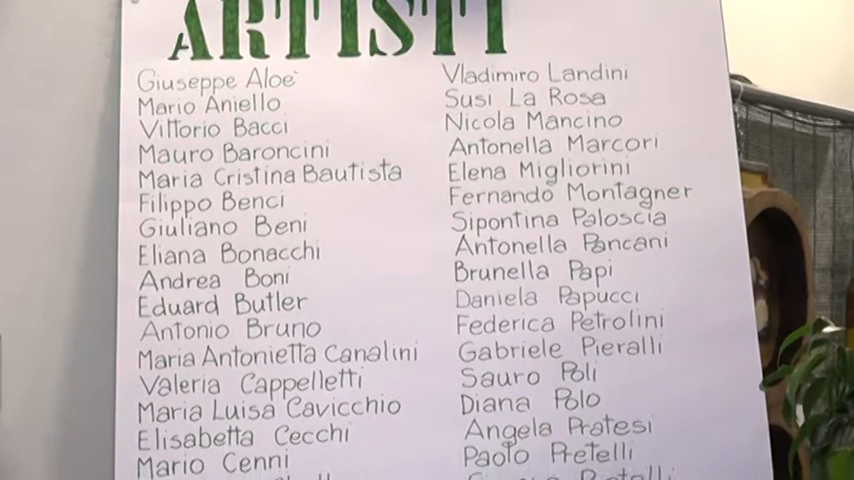 ARTISTI
Giuseppe Aloe`
Mario Aniello
Vittorio Bacci
Mauro Baroncini
Maria Cristina Bautista
Filippo Benci
Giuliano Beni
Eliana Bonacchi
Andrea Boni
Eduard Butler
Antonio Bruno
Maria Antonietta Canalini
Valeria Cappelletti
Maria Luisa Cavicchio
Elisabetta Cecchi
Mario Cenni
Vladimiro Landini
Susi La Rosa
Nicola Mancino
Antonella Marcori
Elena Migliorini
Fernando Montagner
Sipontina Paloscia
Antonella Pancani
Brunella Papi
Daniela Papucci
Federica Petrolini
Gabriele Pieralli
Sauro Poli
Diana Polo
Angela Pratesi
Paolo Pretelli